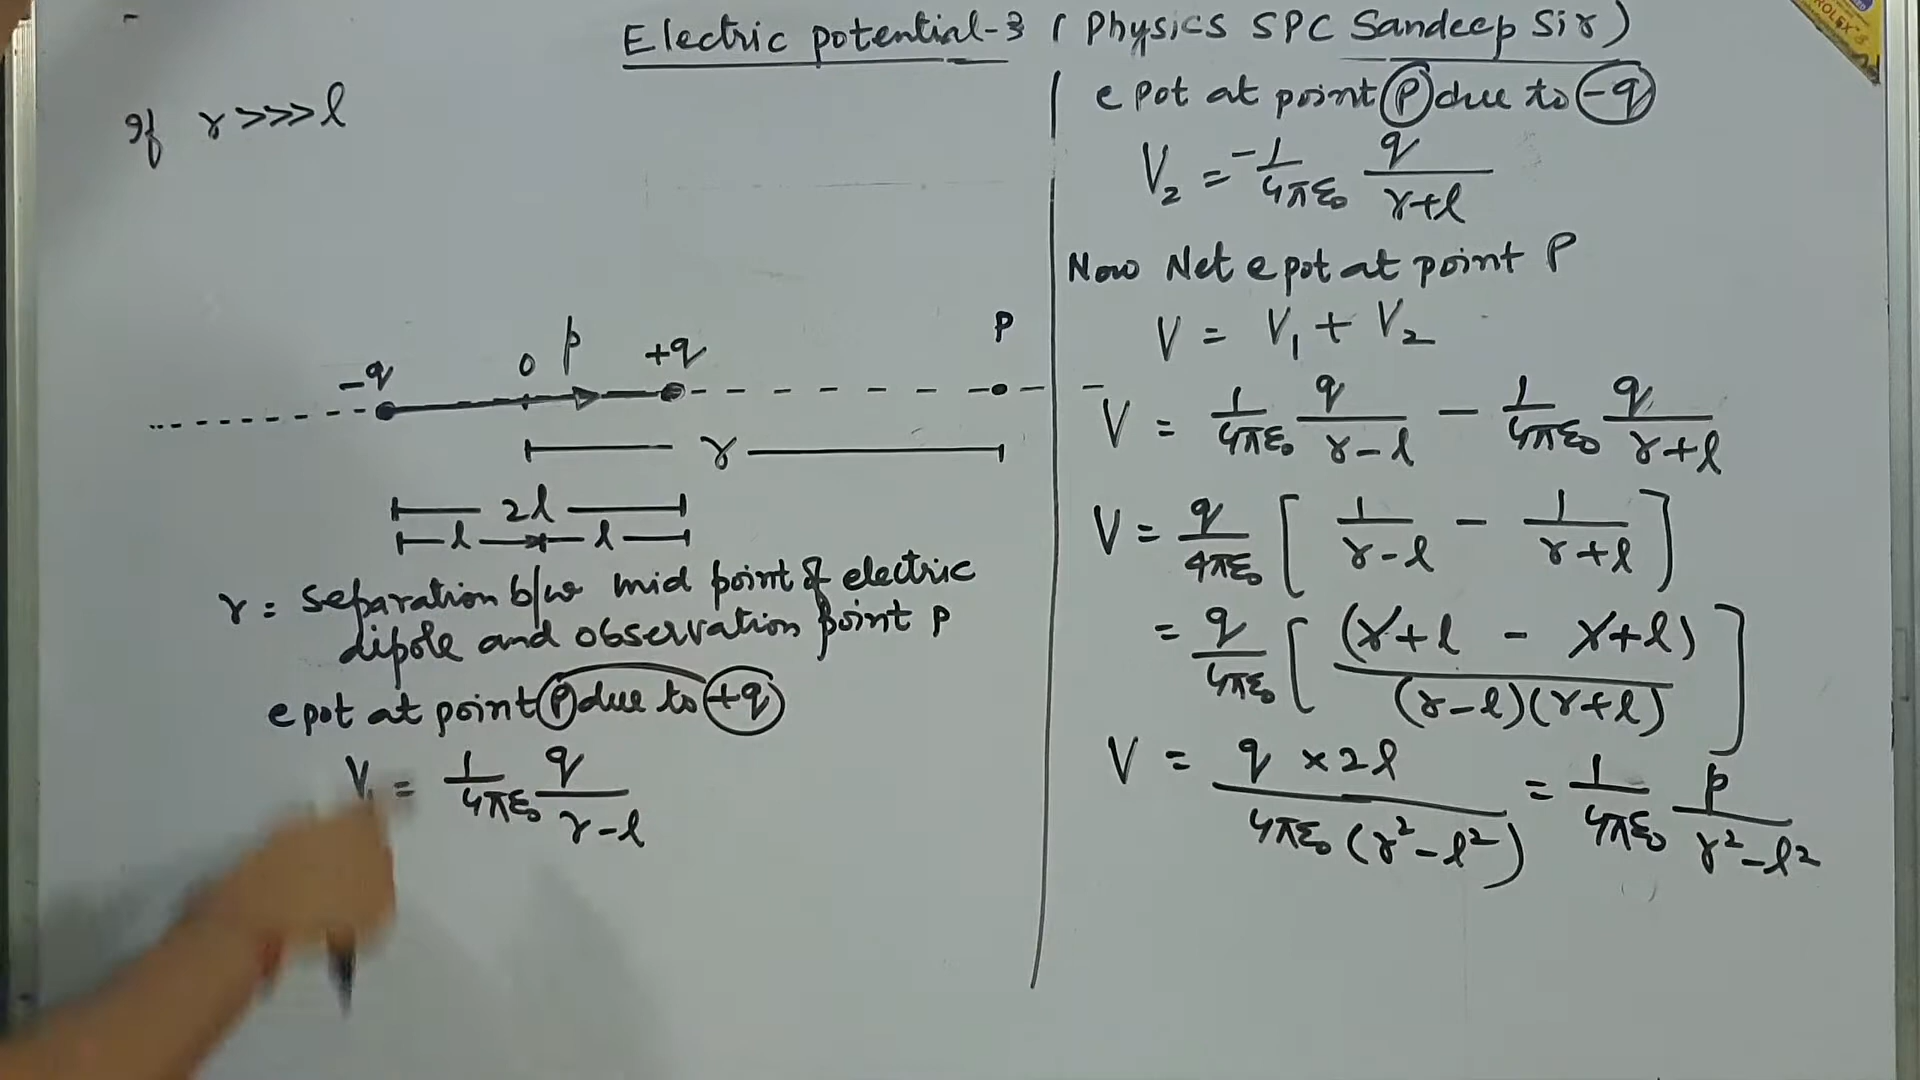 Electric potential-3 (Physics SPC Sandeep Sir)
If r>>>l
-q O p +q P
r
2l
l l
r = separation b/w mid point of electric
dipole and observation point P
e pot at point P due to +q
V₁ = 1/4πε₀ q/r-l
e pot at point P due to -q
V₂ = -1/4πε₀ q/r+l
Now Net e pot at point P
V = V₁ + V₂
V = 1/4πε₀ q/r-l - 1/4πε₀ q/r+l
V = q/4πε₀ [ 1/r-l - 1/r+l ]
= q/4πε₀ [ (r+l - r+l)/(r-l)(r+l) ]
V = q × 2l/4πε₀ (r²-l²) = 1/4πε₀ p/r²-l²